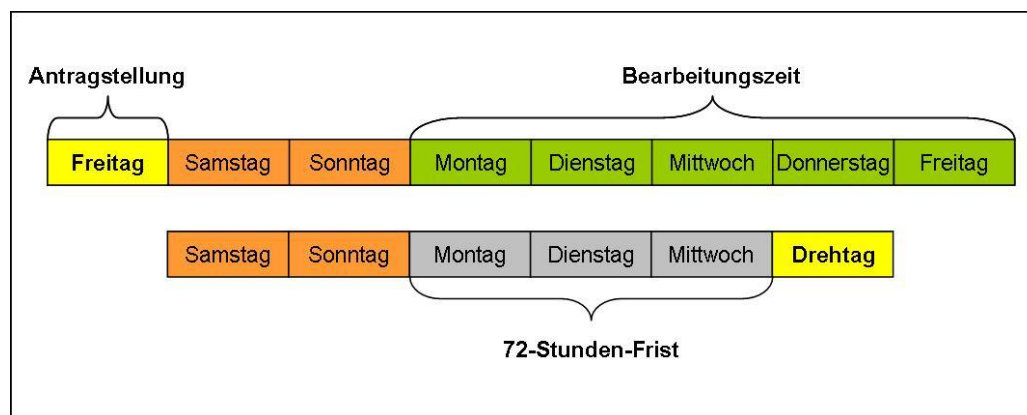 Antragstellung Bearbeitungszeit
Freitag Samstag Sonntag Montag Dienstag Mittwoch Donnerstag Freitag
Samstag Sonntag Montag Dienstag Mittwoch Drehtag
72-Stunden-Frist